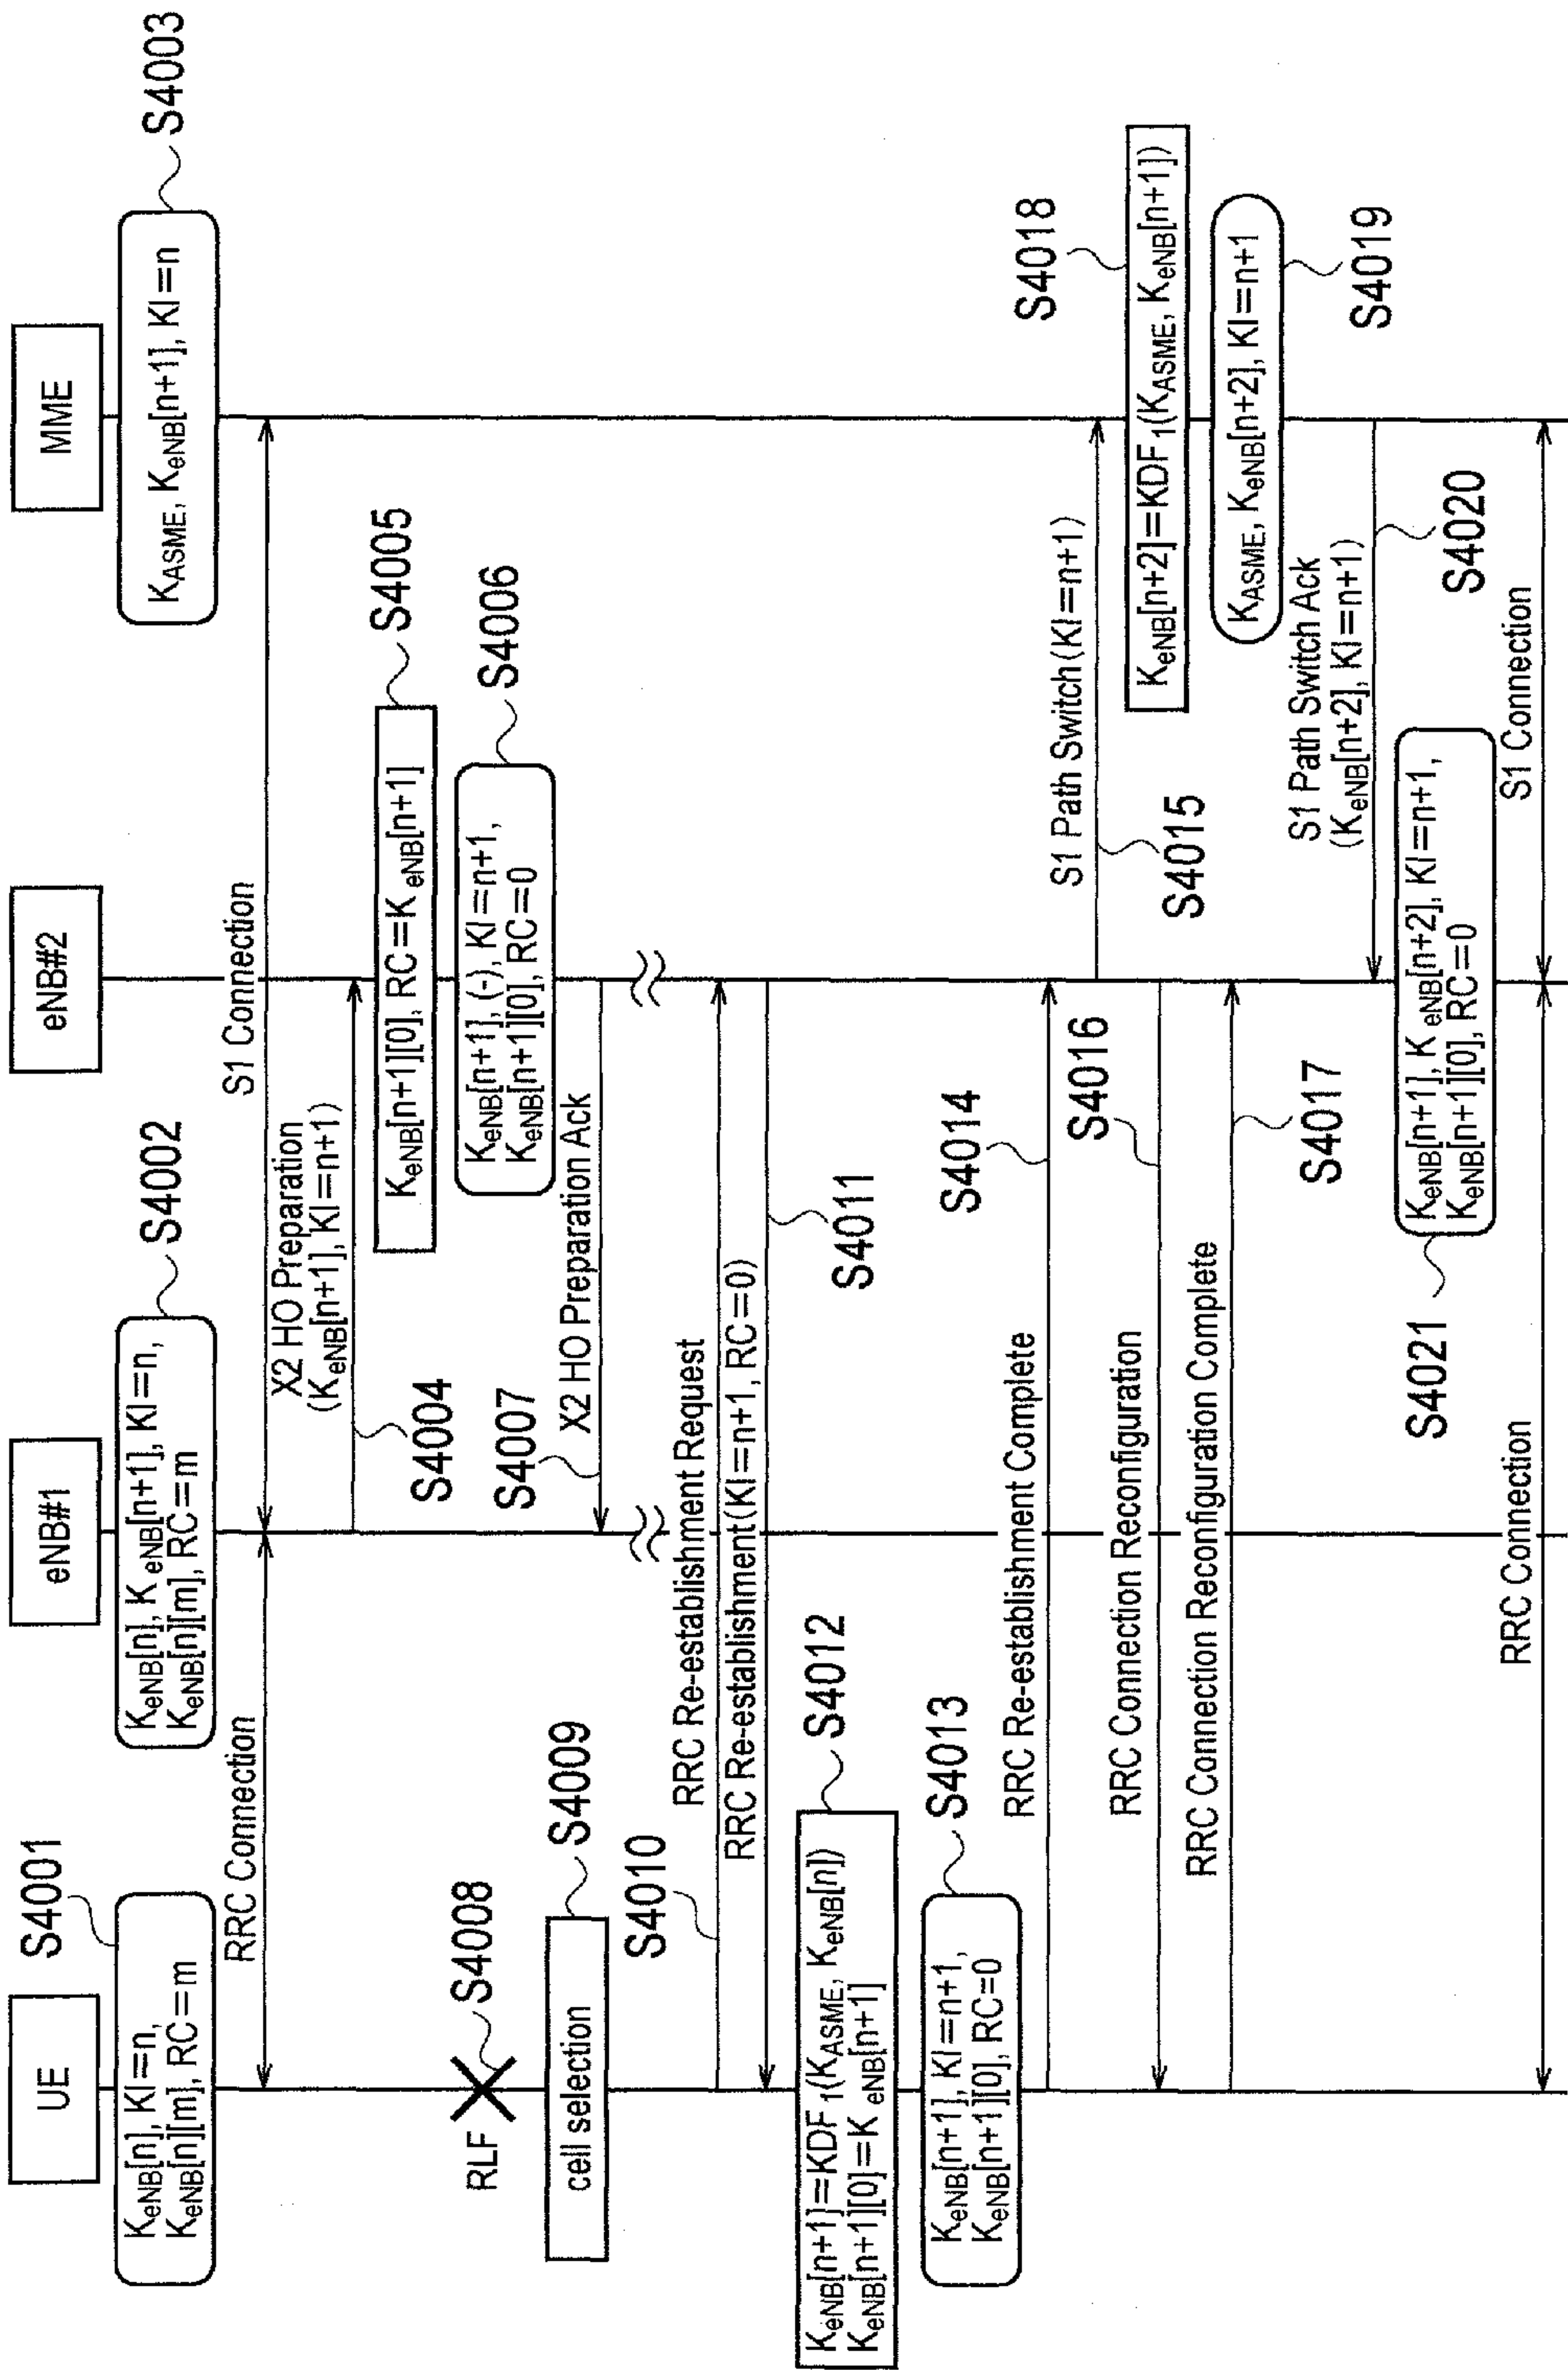 UE
eNB#1
eNB#2
MME
S4001
KeNB[n], KI=n,
KeNB[n][m], RC=m
S4002
KeNB[n], KeNB[n+1], KI=n,
KeNB[n][m], RC=m
S4003
KASME, KeNB[n+1], KI=n
RRC Connection
S1 Connection
X2 HO Preparation
(KeNB[n+1], KI=n+1)
S4004
S4005
KeNB[n+1][0], RC=KeNB[n+1]
S4006
KeNB[n+1], (-), KI=n+1,
KeNB[n+1][0], RC=0
S4007
X2 HO Preparation Ack
RLF
S4008
S4009
cell selection
S4010
RRC Re-establishment Request
RRC Re-establishment(KI=n+1, RC=0)
S4011
S4012
KeNB[n+1]=KDF1(KASME, KeNB[n])
KeNB[n+1][0]=KeNB[n+1]
S4013
KeNB[n+1], KI=n+1,
KeNB[n+1][0], RC=0
RRC Re-establishment Complete
S4014
S1 Path Switch(KI=n+1)
S4015
RRC Connection Reconfiguration
S4016
RRC Connection Reconfiguration Complete
S4017
S4018
KeNB[n+2]=KDF1(KASME, KeNB[n+1])
KASME, KeNB[n+2], KI=n+1
S4019
S1 Path Switch Ack
(KeNB[n+2], KI=n+1)
S4020
KeNB[n+1], KeNB[n+2], KI=n+1,
KeNB[n+1][0], RC=0
S4021
RRC Connection
S1 Connection